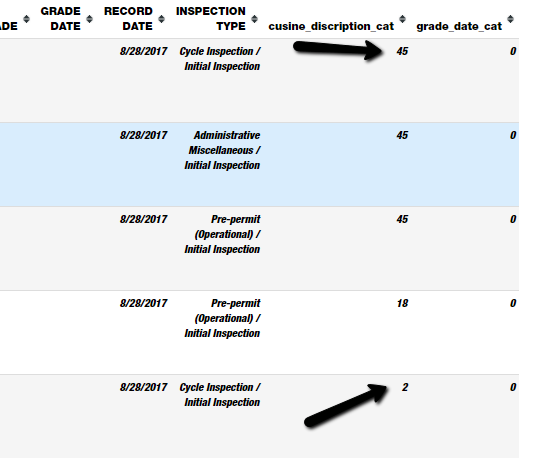 GRADE RECORD INSPECTION
ADE DATE DATE TYPE cusine_discription_cat grade_date_cat
8/28/2017 Cycle Inspection / 45 0
Initial Inspection
8/28/2017 Administrative 45 0
Miscellaneous /
Initial Inspection
8/28/2017 Pre-permit 45 0
(Operational) /
Initial Inspection
8/28/2017 Pre-permit 18 0
(Operational) /
Initial Inspection
8/28/2017 Cycle Inspection / 2 0
Initial Inspection